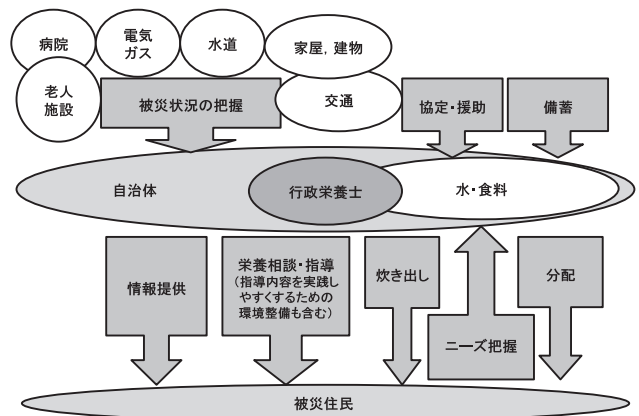 病院
電気
ガス
水道
家屋，建物
老人
施設
被災状況の把握
交通
協定・援助
備蓄
自治体
行政栄養士
水・食料
情報提供
栄養相談・指導
（指導内容を実践し
やすくするための
環境整備も含む）
炊き出し
ニーズ把握
分配
被災住民